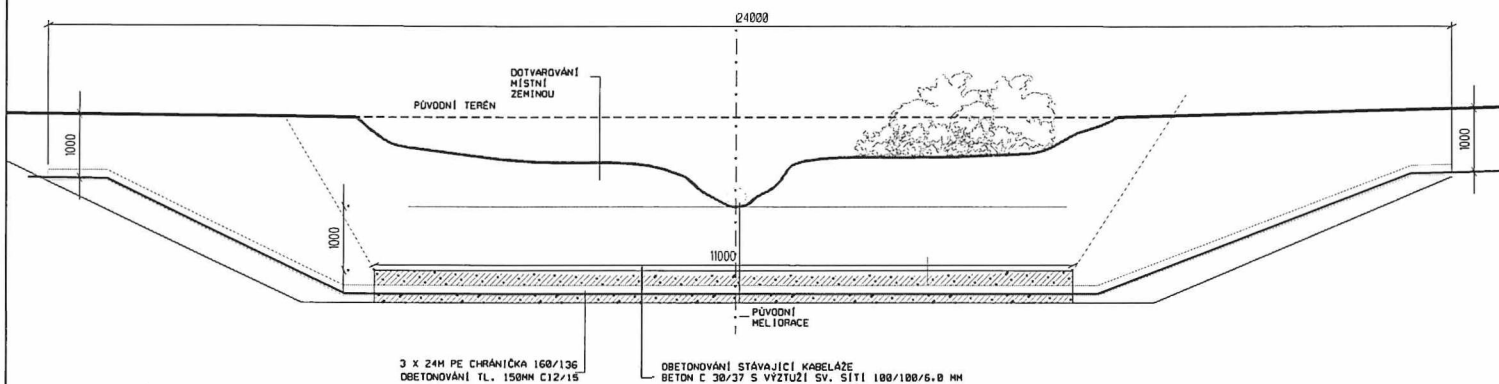 24000
DOTVAROVÁNÍ
MÍSTNÍ
ZEMINOU
PŮVODNÍ TERÉN
1000
1000
1000
11000
PŮVODNÍ
MELIORACE
3 X 24M PE CHRÁNIČKA 160/136
OBETONOVÁNÍ TL. 150MM C12/15
OBETONOVÁNÍ STÁVAJÍCÍ KABELÁŽE
BETON C 30/37 S VÝZTUŽÍ SV. SÍTÍ 100/100/6.0 MM